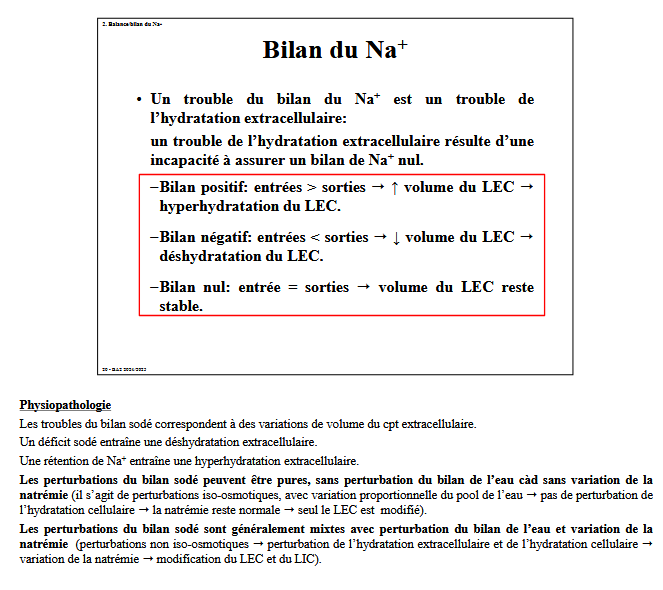 2. Balance/bilan du Na+
Bilan du Na⁺
• Un trouble du bilan du Na⁺ est un trouble de
l’hydratation extracellulaire:
un trouble de l’hydratation extracellulaire résulte d’une
incapacité à assurer un bilan de Na⁺ nul.
–Bilan positif: entrées > sorties → ↑ volume du LEC →
hyperhydratation du LEC.
–Bilan négatif: entrées < sorties → ↓ volume du LEC →
déshydratation du LEC.
–Bilan nul: entrée = sorties → volume du LEC reste
stable.
Physiopathologie
Les troubles du bilan sodé correspondent à des variations de volume du cpt extracellulaire.
Un déficit sodé entraîne une déshydratation extracellulaire.
Une rétention de Na⁺ entraîne une hyperhydratation extracellulaire.
Les perturbations du bilan sodé peuvent être pures, sans perturbation du bilan de l’eau càd sans variation de la
natrémie (il s’agit de perturbations iso-osmotiques, avec variation proportionnelle du pool de l’eau → pas de perturbation de
l’hydratation cellulaire → la natrémie reste normale → seul le LEC est modifié).
Les perturbations du bilan sodé sont généralement mixtes avec perturbation du bilan de l’eau et variation de la
natrémie (perturbations non iso-osmotiques → perturbation de l’hydratation extracellulaire et de l’hydratation cellulaire →
variation de la natrémie → modification du LEC et du LIC).